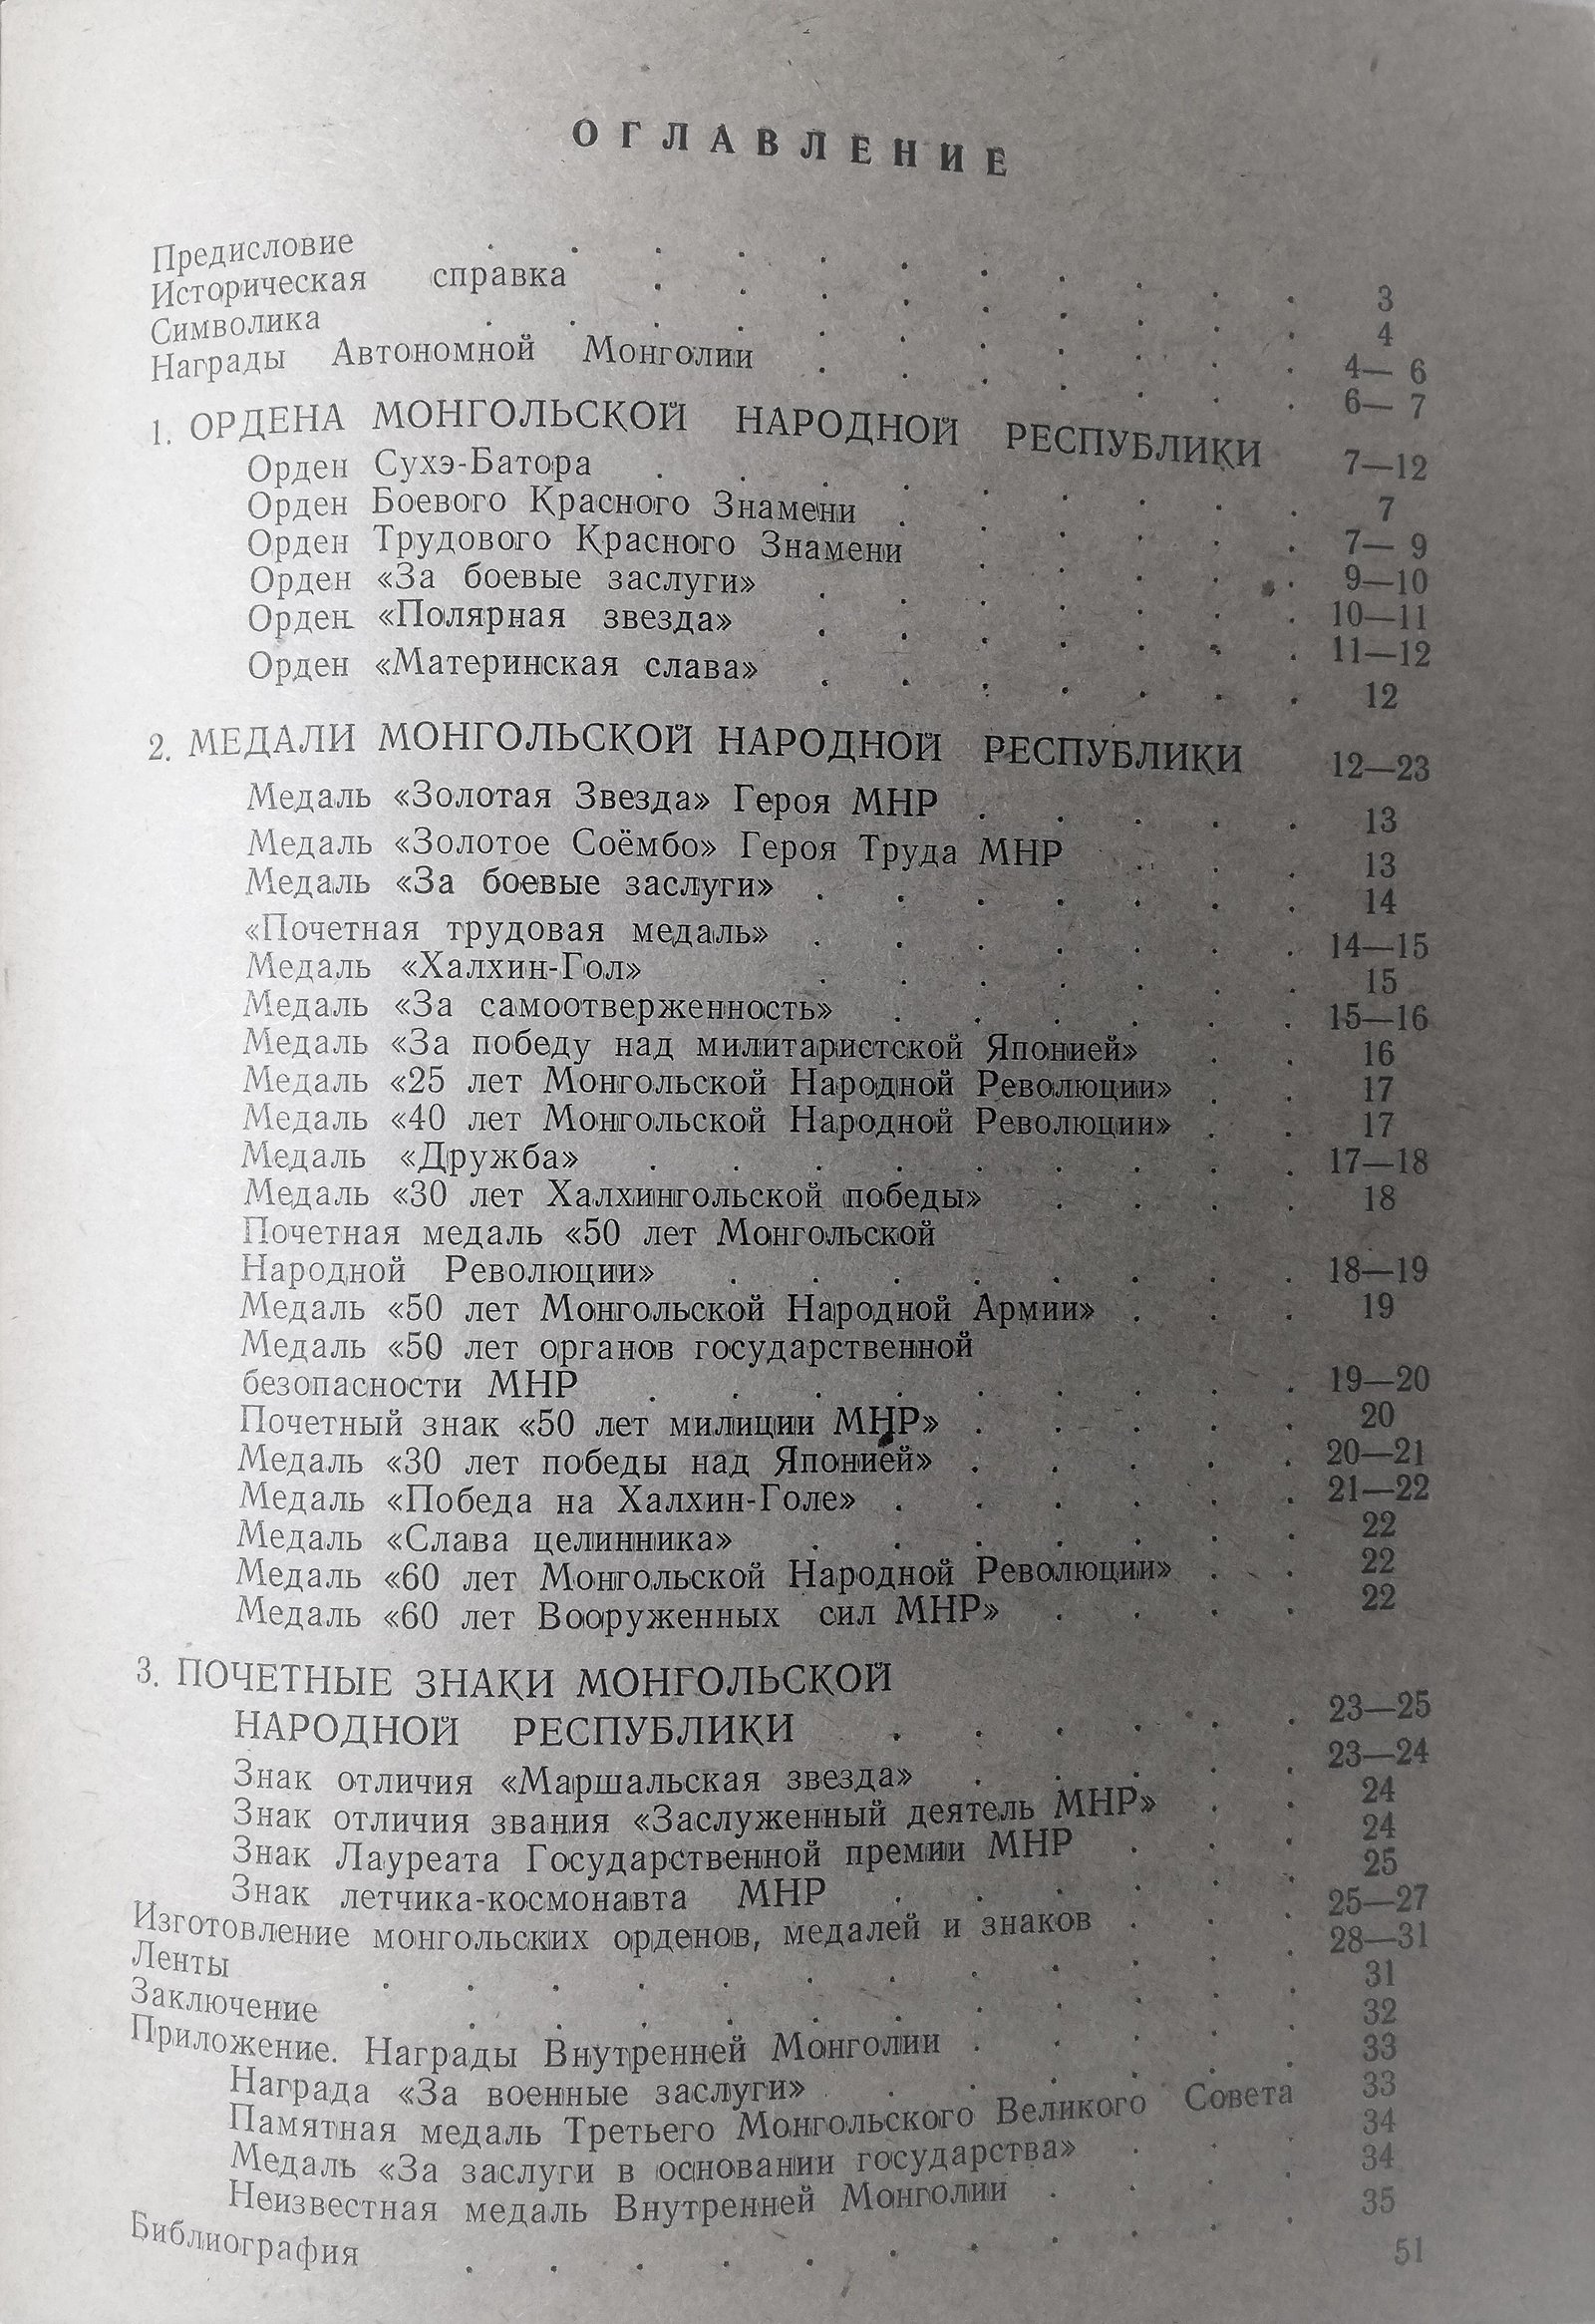 ОГЛАВЛЕНИЕ
Предисловие . . . . . . . . . . . 3
Историческая справка . . . . . . . . . 4
Символика . . . . . . . . . . . 4— 6
Награды Автономной Монголии . . . . . . . 6— 7
1. ОРДЕНА МОНГОЛЬСКОЙ НАРОДНОЙ РЕСПУБЛИКИ 7—12
Орден Сухэ-Батора . . . . . . . . . 7
Орден Боевого Красного Знамени . . . . . . 7— 9
Орден Трудового Красного Знамени . . . . . 9—10
Орден «За боевые заслуги» . . . . . . . 10—11
Орден «Полярная звезда» . . . . . . . 11—12
Орден «Материнская слава» . . . . . . . 12
2. МЕДАЛИ МОНГОЛЬСКОЙ НАРОДНОЙ РЕСПУБЛИКИ 12—23
Медаль «Золотая Звезда» Героя МНР . . . . . 13
Медаль «Золотое Соёмбо» Героя Труда МНР . . . 13
Медаль «За боевые заслуги» . . . . . . . 14
«Почетная трудовая медаль» . . . . . . . 14—15
Медаль «Халхин-Гол» . . . . . . . 15
Медаль «За самоотверженность» . . . . . . 15—16
Медаль «За победу над милитаристской Японией» . . 16
Медаль «25 лет Монгольской Народной Революции» . . 17
Медаль «40 лет Монгольской Народной Революции» . . 17
Медаль «Дружба» . . . . . . . . . 17—18
Медаль «30 лет Халхингольской победы» . . . . 18
Почетная медаль «50 лет Монгольской
Народной Революции» . . . . . . . . 18—19
Медаль «50 лет Монгольской Народной Армии» . . . 19
Медаль «50 лет органов государственной
безопасности МНР . . . . . . . . . 19—20
Почетный знак «50 лет милиции МНР» . . . . . 20
Медаль «30 лет победы над Японией» . . . . . 20—21
Медаль «Победа на Халхин-Голе» . . . . . . 21—22
Медаль «Слава целинника» . . . . . . . 22
Медаль «60 лет Монгольской Народной Революции» . . 22
Медаль «60 лет Вооруженных сил МНР» . . . . 22
3. ПОЧЕТНЫЕ ЗНАКИ МОНГОЛЬСКОЙ
НАРОДНОЙ РЕСПУБЛИКИ . . . . . . 23—25
Знак отличия «Маршальская звезда» . . . . . 23—24
Знак отличия звания «Заслуженный деятель МНР» . . 24
Знак Лауреата Государственной премии МНР . . . 24
Знак летчика-космонавта МНР . . . . . . 25
Изготовление монгольских орденов, медалей и знаков . . . 25—27
Ленты . . . . . . . . . . . . 28—31
Заключение . . . . . . . . . . . 31
Приложение. Награды Внутренней Монголии . . . . . 32
Награда «За военные заслуги» . . . . . . . 33
Памятная медаль Третьего Монгольского Великого Совета 33
Медаль «За заслуги в основании государства» . . . 34
Неизвестная медаль Внутренней Монголии . . . . 34
Библиография . . . . . . . . . . . 35
51